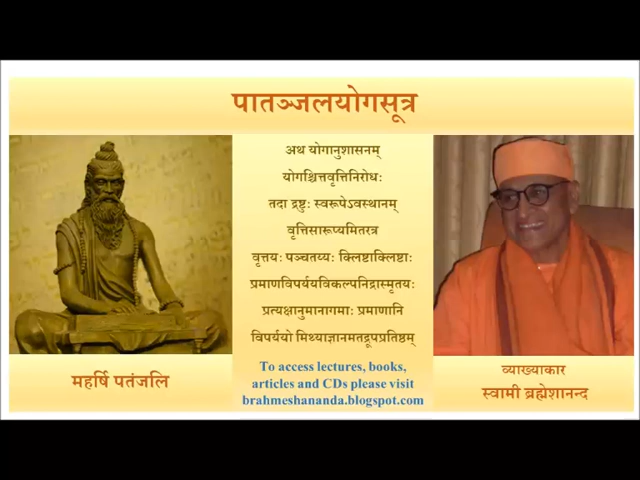 पातञ्जलयोगसूत्र
अथ योगानुशासनम्
योगश्चित्तवृत्तिनिरोधः
तदा द्रष्टुः स्वरूपेऽवस्थानम्
वृत्तिसारूप्यमितरत्र
वृत्तयः पञ्चतय्यः क्लिष्टाक्लिष्टाः
प्रमाणविपर्ययविकल्पनिद्रास्मृतयः
प्रत्यक्षानुमानागमाः प्रमाणानि
विपर्ययो मिथ्याज्ञानमतद्रूपप्रतिष्ठम्
To access lectures, books,
articles and CDs please visit
brahmeshananda.blogspot.com
महर्षि पतंजलि
व्याख्याकार
स्वामी ब्रह्मेशानन्द